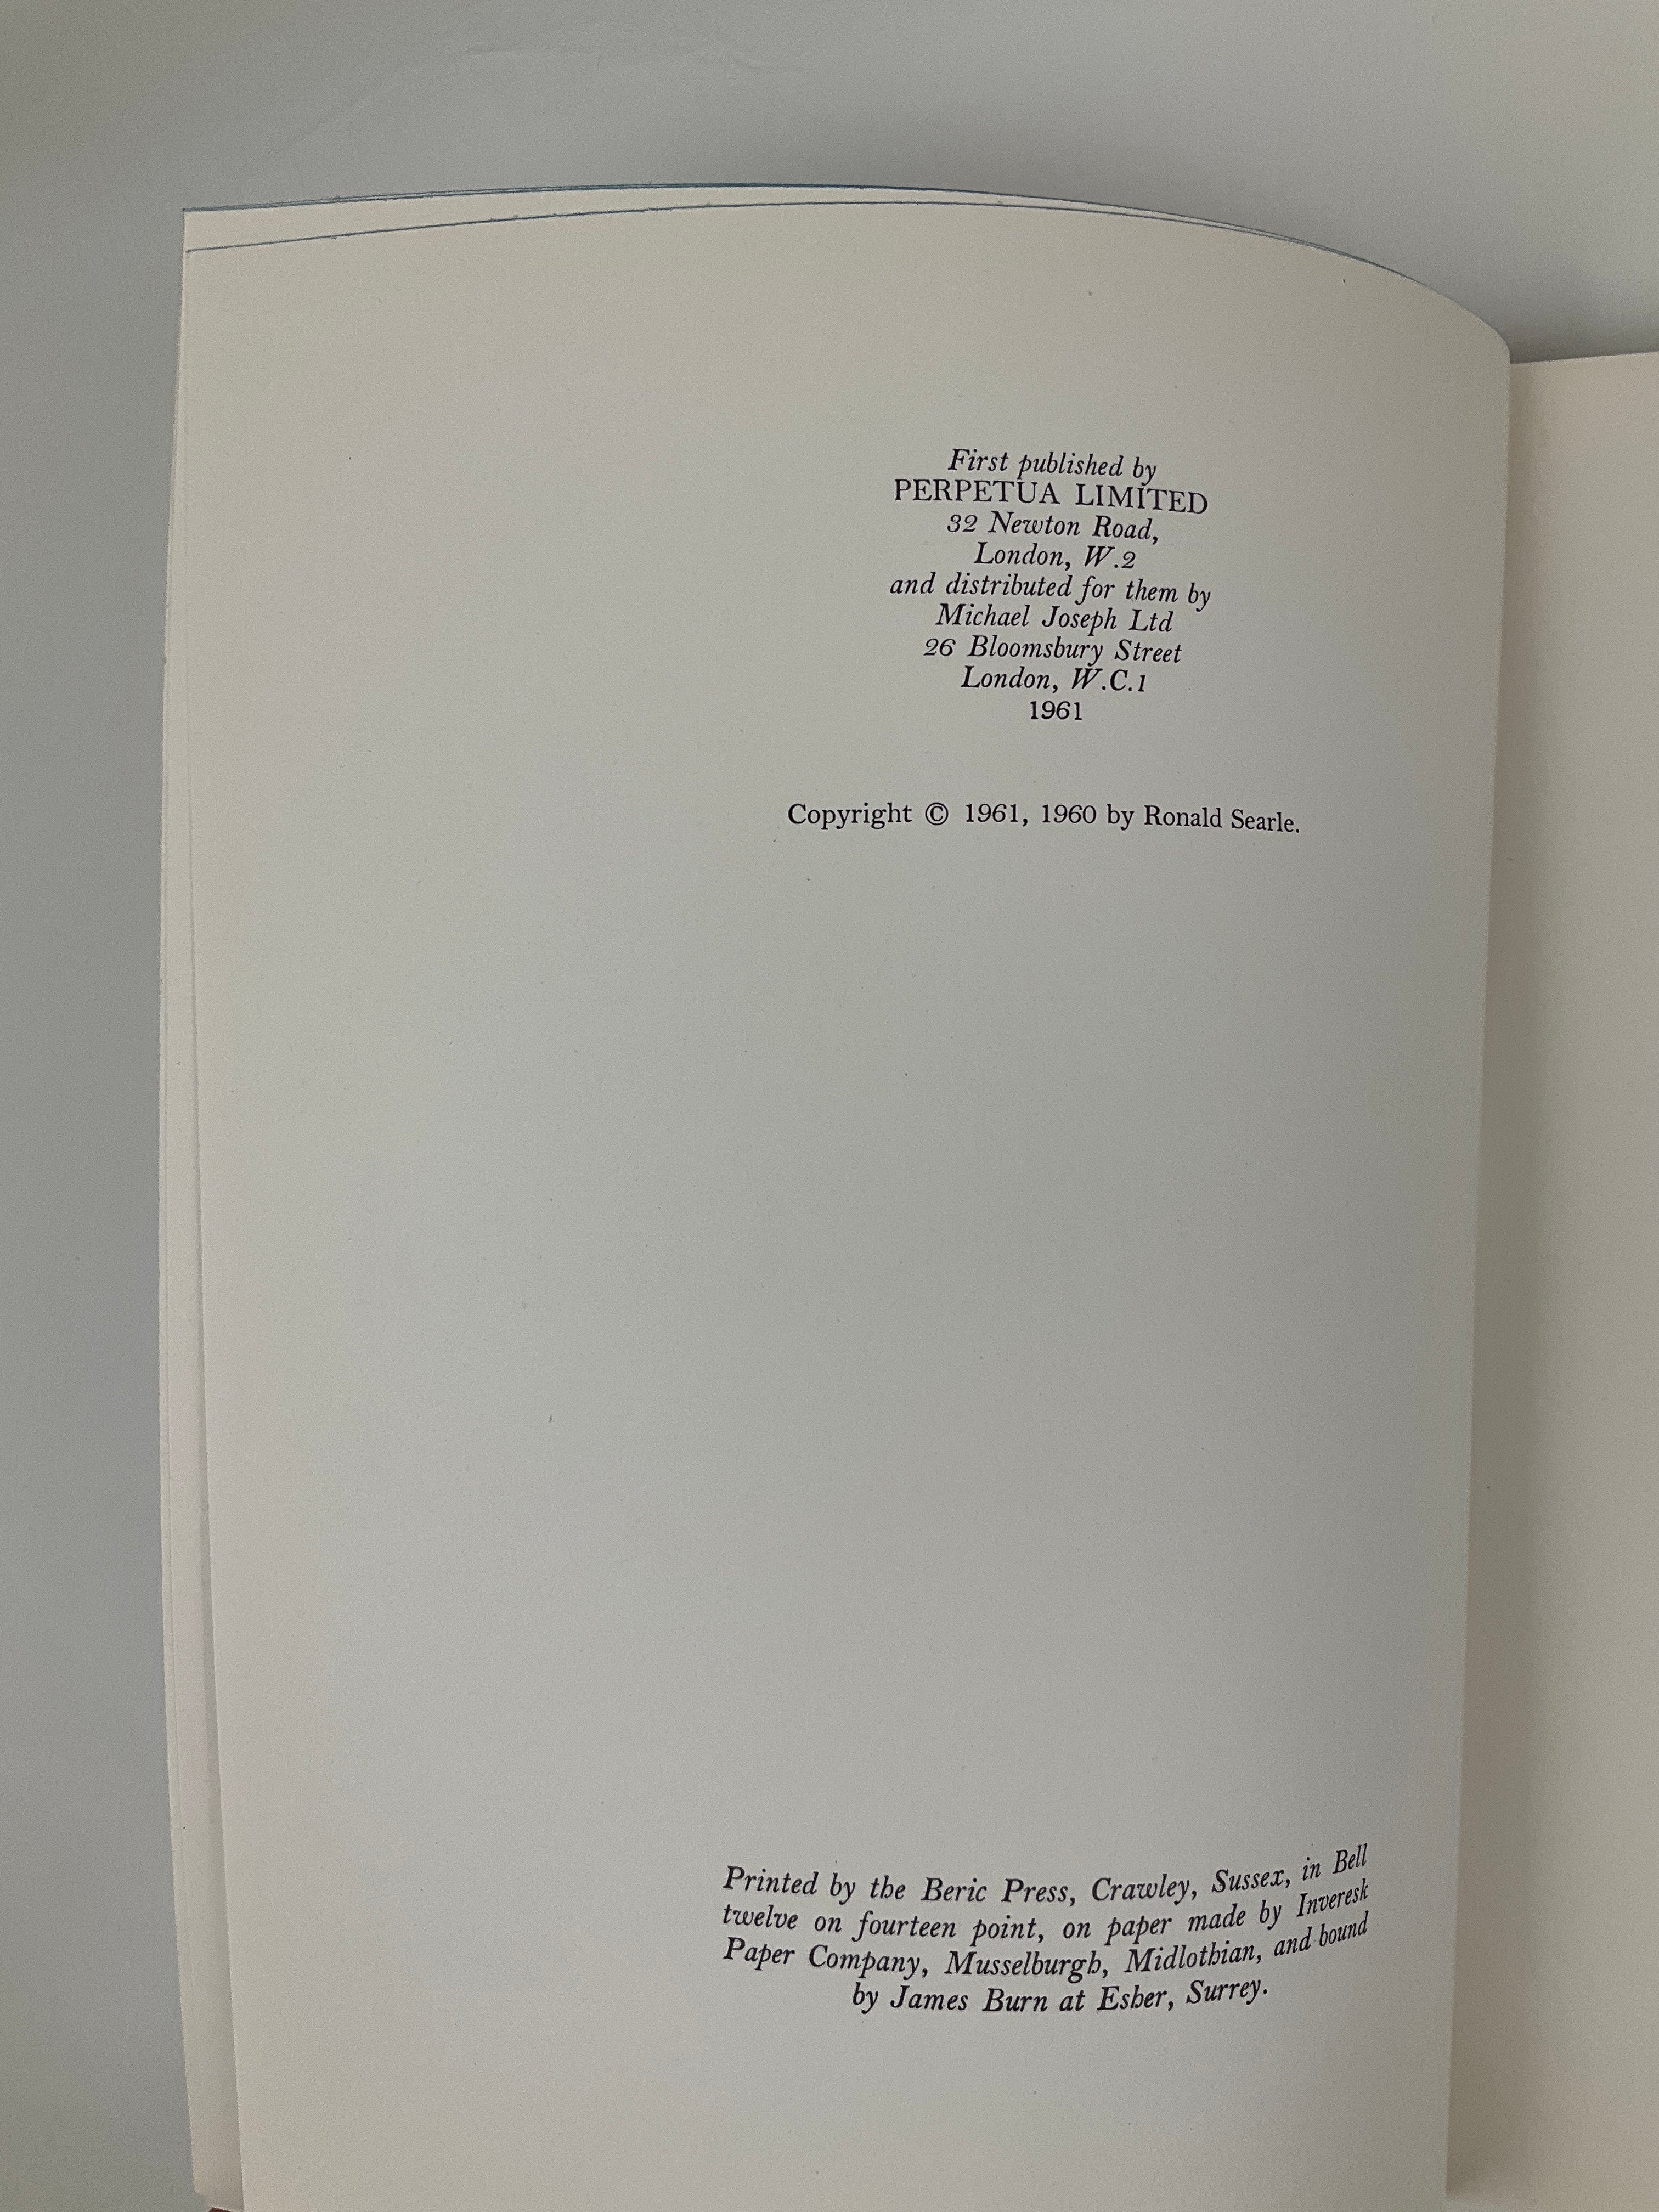 First published by
PERPETUA LIMITED
32 Newton Road,
London, W.2
and distributed for them by
Michael Joseph Ltd
26 Bloomsbury Street
London, W.C.1
1961
Copyright © 1961, 1960 by Ronald Searle.
Printed by the Beric Press, Crawley, Sussex, in Bell
twelve on fourteen point, on paper made by Inveresk
Paper Company, Musselburgh, Midlothian, and bound
by James Burn at Esher, Surrey.